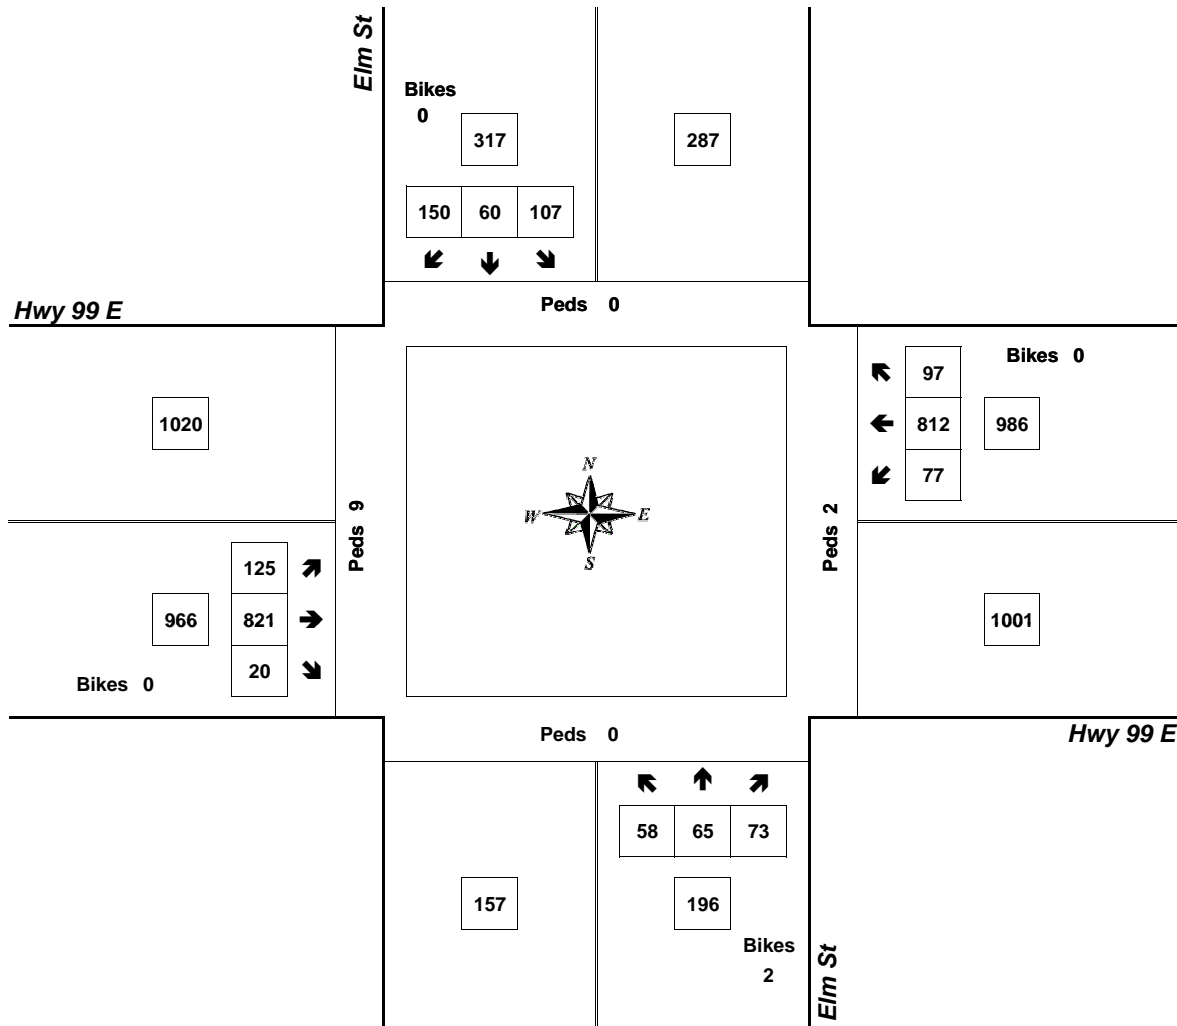 Elm St
Bikes
0
317
287
150 60 107
Peds 0
Hwy 99 E
Bikes 0
97
1020
812 986
77
N
W E
S
Peds 9
Peds 2
125
966 821
1001
20
Bikes 0
Peds 0
Hwy 99 E
58 65 73
157
196
Bikes
2
Elm St